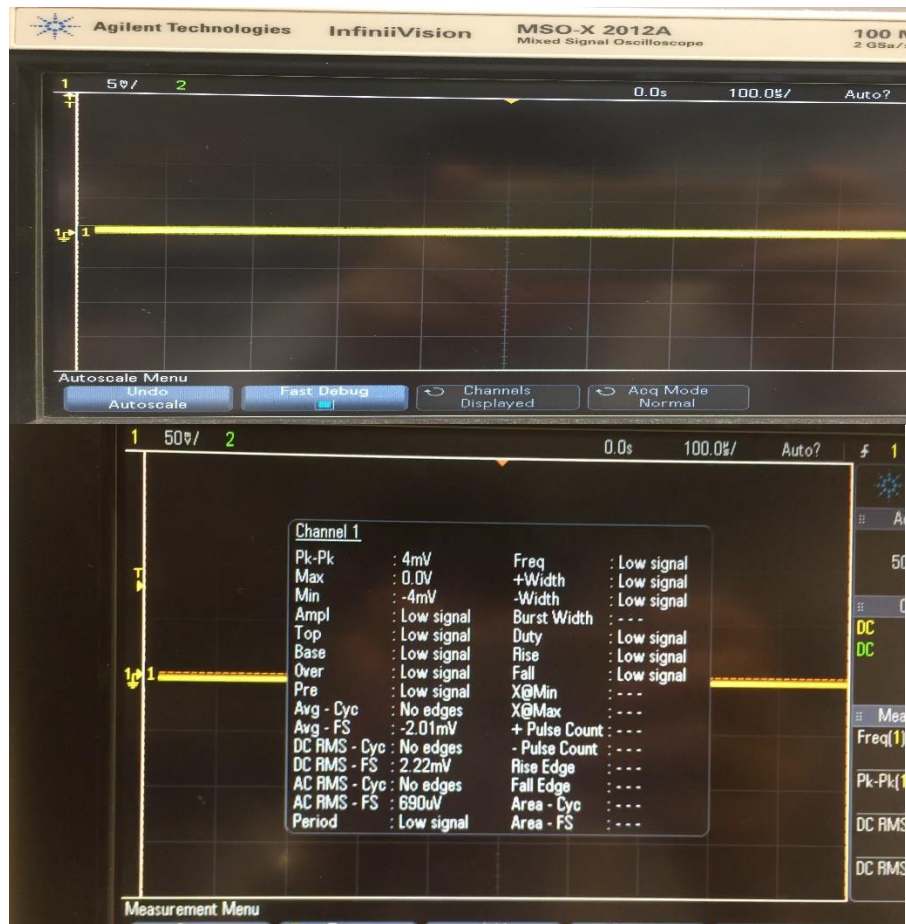 Agilent Technologies InfiniiVision MSO-X 2012A 100
Mixed Signal Oscilloscope 2 GSa/
1 5mV/ 2 0.0s 100.0ms/ Auto?
T
1 1
Autoscale Menu
Undo Autoscale
Fast Debug
Channels Displayed
Acq Mode Normal
1 50mV/ 2 0.0s 100.0ms/ Auto? 1
T
1 1
Channel 1
Pk-Pk : 4mV Freq : Low signal
Max : 0.0V +Width : Low signal
Min : -4mV -Width : Low signal
Ampl : Low signal Burst Width : ---
Top : Low signal Duty : Low signal
Base : Low signal Rise : Low signal
Over : Low signal Fall : Low signal
Pre : Low signal X@Min : ---
Avg - Cyc : No edges X@Max : ---
Avg - FS : -2.01mV + Pulse Count : ---
DC RMS - Cyc : No edges - Pulse Count : ---
DC RMS - FS : 2.22mV Rise Edge : ---
AC RMS - Cyc : No edges Fall Edge : ---
AC RMS - FS : 690uV Area - Cyc : ---
Period : Low signal Area - FS : ---
50
DC
DC
Mea
Freq(1)
Pk-Pk(1
DC RMS
DC RMS
Measurement Menu